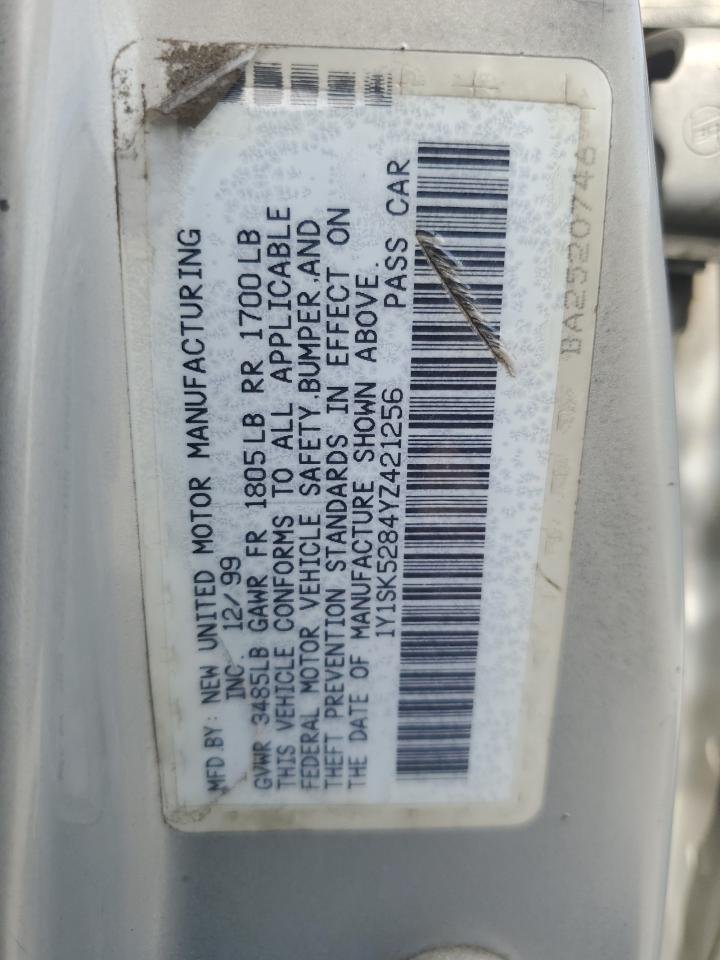 MFD.BY: NEW UNITED MOTOR MANUFACTURING
INC. 12/99
GVWR 3485LB GAWR FR 1805LB RR 1700LB
THIS VEHICLE CONFORMS TO ALL APPLICABLE
FEDERAL MOTOR VEHICLE SAFETY,BUMPER,AND
THEFT PREVENTION STANDARDS IN EFFECT ON
THE DATE OF MANUFACTURE SHOWN ABOVE.
1Y1SK5284YZ421256 PASS CAR
BA2520746